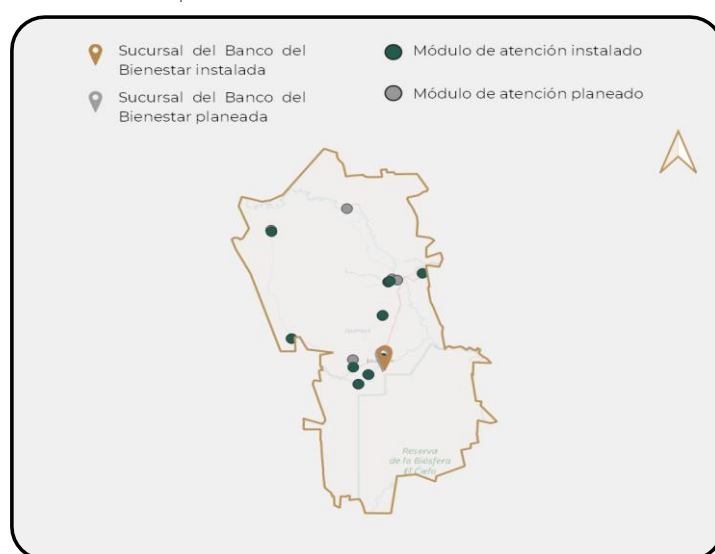 Sucursal del Banco del
Bienestar instalada
Sucursal del Banco del
Bienestar planeada
Módulo de atención instalado
Módulo de atención planeado
Reserva
de la Biósfera
El Cielo